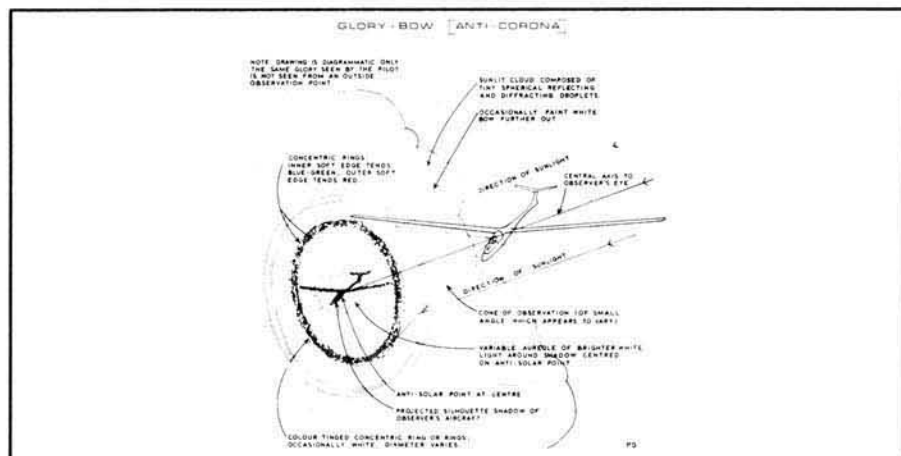 GLORY-BOW [ANTI-CORONA]
NOTE DRAWING IS DIAGRAMMATIC ONLY
THE SAME GLORY SEEN BY THE PILOT
IS NOT SEEN FROM AN OUTSIDE
OBSERVATION POINT
SUNLIT CLOUD COMPOSED OF
TINY SPHERICAL REFLECTING
AND DIFFRACTING DROPLETS
OCCASIONALLY FAINT WHITE
BOW FURTHER OUT
CONCENTRIC RINGS
INNER SOFT EDGE TENDS
BLUE-GREEN, OUTER SOFT
EDGE TENDS RED.
DIRECTION OF SUNLIGHT
CENTRAL AXIS TO
OBSERVER'S EYE
DIRECTION OF SUNLIGHT
CONE OF OBSERVATION (OF SMALL
ANGLE WHICH APPEARS TO VARY)
VARIABLE AUREOLE OF BRIGHTER WHITE
LIGHT AROUND SHADOW CENTRED
ON ANTI-SOLAR POINT
ANTI-SOLAR POINT AT CENTRE
PROJECTED SILHOUETTE SHADOW OF
OBSERVER'S AIRCRAFT
COLOUR TINGED CONCENTRIC RING OR RINGS,
OCCASIONALLY WHITE, DIAMETER VARIES.